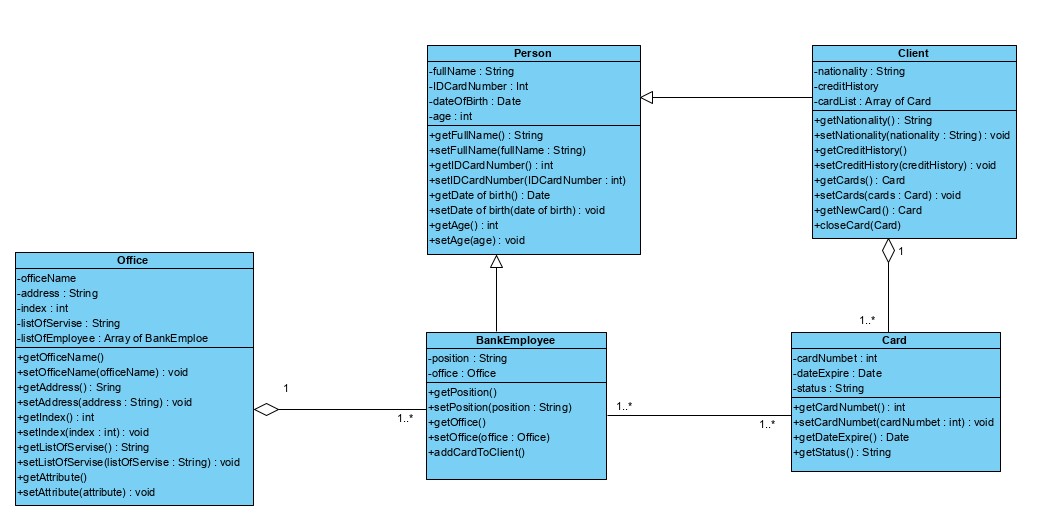 Person
-fullName : String
-IDCardNumber : Int
-dateOfBirth : Date
-age : int
+getFullName() : String
+setFullName(fullName : String)
+getIDCardNumber() : int
+setIDCardNumber(IDCardNumber : int)
+getDate of birth() : Date
+setDate of birth(date of birth) : void
+getAge() : int
+setAge(age) : void
Client
-nationality : String
-creditHistory
-cardList : Array of Card
+getNationality() : String
+setNationality(nationality : String) : void
+getCreditHistory()
+setCreditHistory(creditHistory) : void
+getCards() : Card
+setCards(cards : Card) : void
+getNewCard() : Card
+closeCard(Card)
1
1..*
Office
-officeName
-address : String
-index : int
-listOfServise : String
-listOfEmployee : Array of BankEmploe
+getOfficeName()
+setOfficeName(officeName) : void
+getAddress() : Sring
+setAddress(address : String) : void
+getIndex() : int
+setIndex(index : int) : void
+getListOfServise() : String
+setListOfServise(listOfServise : String) : void
+getAttribute()
+setAttribute(attribute) : void
1
1..*
BankEmployee
-position : String
-office : Office
+getPosition()
+setPosition(position : String)
+getOffice()
+setOffice(office : Office)
+addCardToClient()
1..*
1..*
Card
-cardNumbet : int
-dateExpire : Date
-status : String
+getCardNumbet() : int
+setCardNumbet(cardNumbet : int) : void
+getDateExpire() : Date
+getStatus() : String